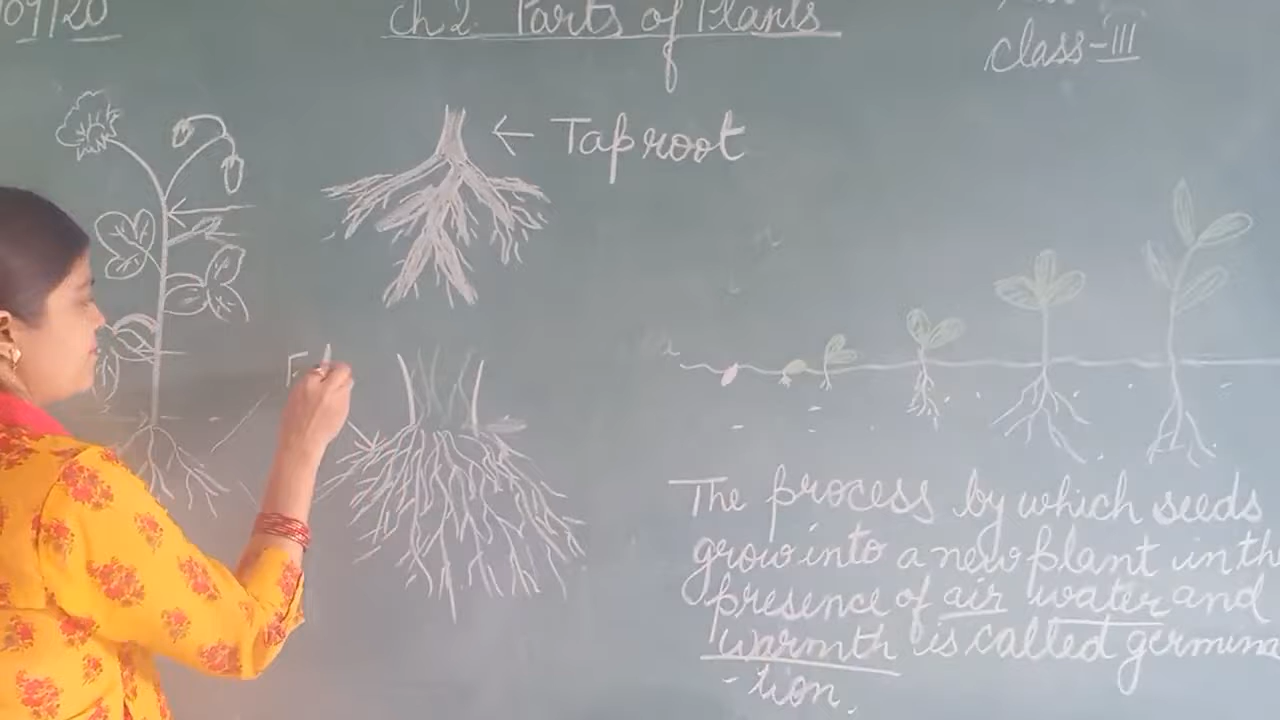 09/20
Ch 2. Parts of Plants
class-III
← Taproot
F
The process by which seeds
grow into a new plant in th
presence of air water and
warmth is called germina
-tion.